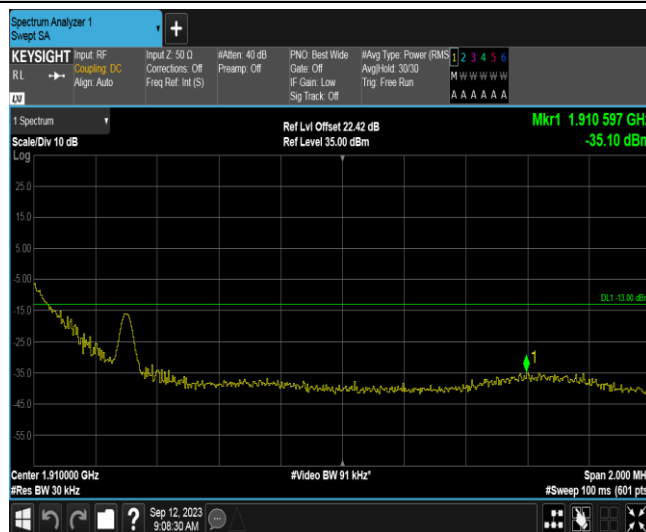 Spectrum Analyzer 1
Swept SA
KEYSIGHT
RL
Input: RF
Coupling: DC
Align: Auto
Input Z: 50 Ω
Corrections: Off
Freq Ref: Int (S)
#Atten: 40 dB
Preamp: Off
PNO: Best Wide
Gate: Off
IF Gain: Low
Sig Track: Off
#Avg Type: Power (RMS
Avg|Hold: 30/30
Trig: Free Run
1 2 3 4 5 6
M W W W W W
A A A A A A
LXI
1 Spectrum
Scale/Div 10 dB
Ref Lvl Offset 22.42 dB
Ref Level 35.00 dBm
Mkr1 1.910 597 GHz
-35.10 dBm
Log
25.0
15.0
5.00
-5.00
DL1 -13.00 dBm
-15.0
-25.0
1
-35.0
-45.0
-55.0
Center 1.910000 GHz
#Video BW 91 kHz*
Span 2.000 MH
#Res BW 30 kHz
#Sweep 100 ms (601 pts
?
Sep 12, 2023
9:08:30 AM